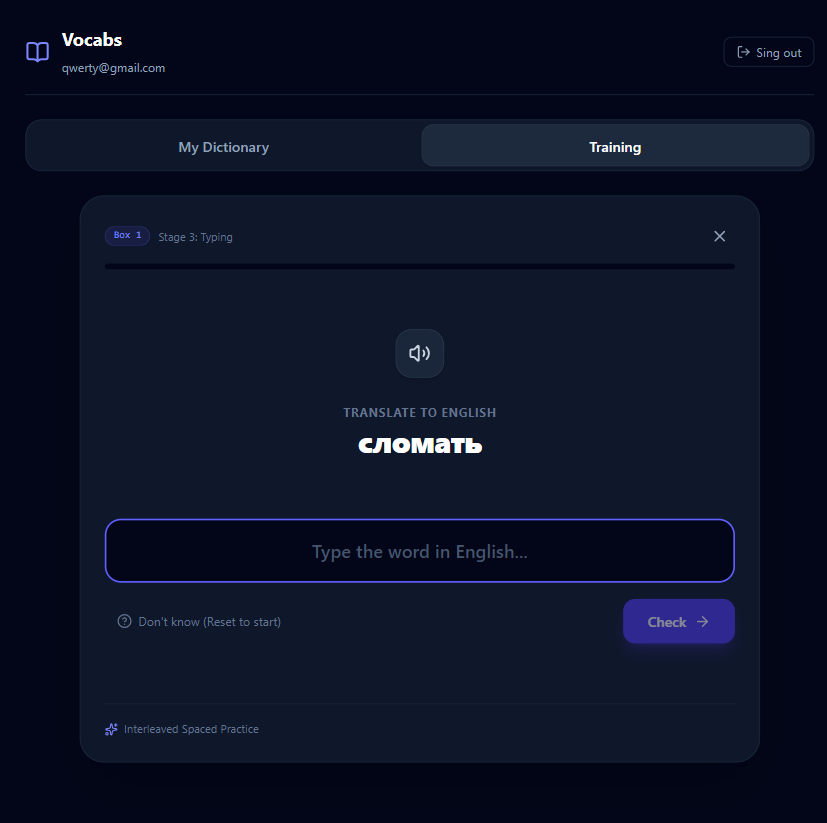 Vocabs
qwerty@gmail.com
Sing out
My Dictionary
Training
Box 1
Stage 3: Typing
TRANSLATE TO ENGLISH
сломать
Type the word in English...
Don't know (Reset to start)
Check
Interleaved Spaced Practice